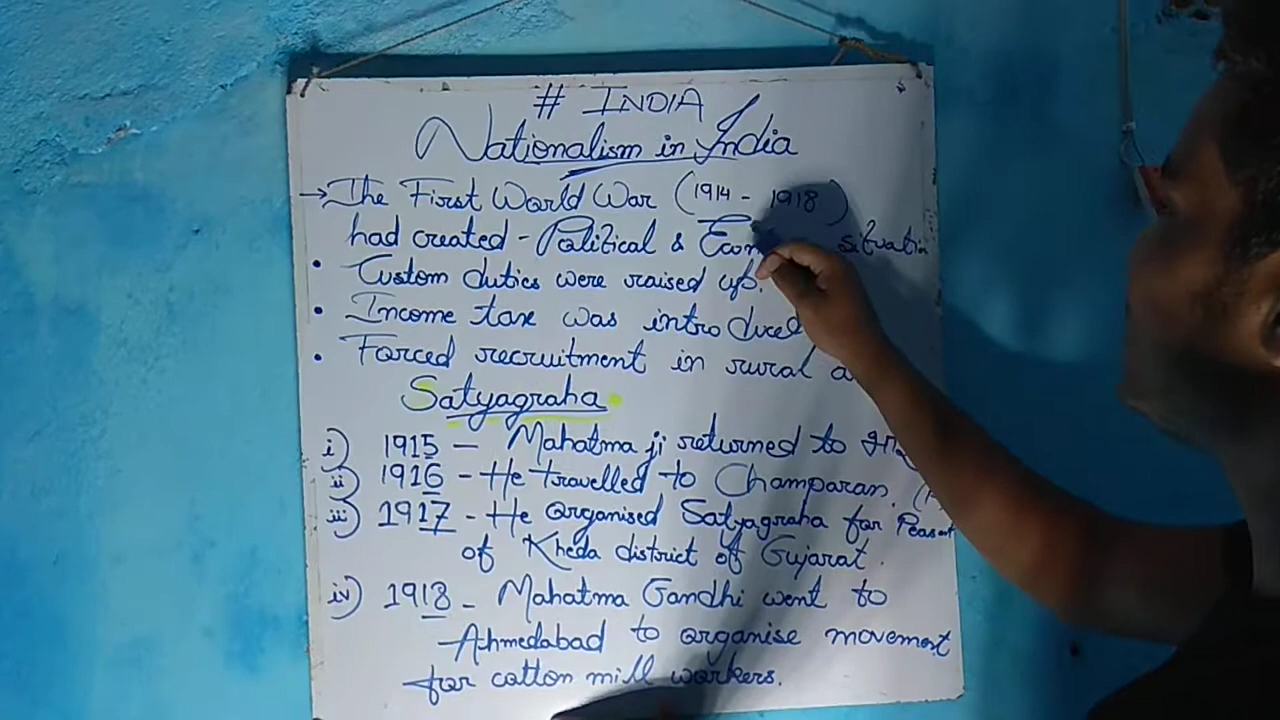 # INDIA
Nationalism in India
→ The First World War (1914 - 1918)
had created - Political & situation
• Custom duties were raised up.
• Income tax was introduced
• Forced recruitment in rural
Satyagraha
i) 1915 - Mahatma ji returned to
ii) 1916 - He travelled to Champaran.
iii) 1917 - He organised Satyagraha for Peasant
of Kheda district of Gujarat.
iv) 1918 - Mahatma Gandhi went to
Ahmedabad to organise movement
for cotton mill workers.